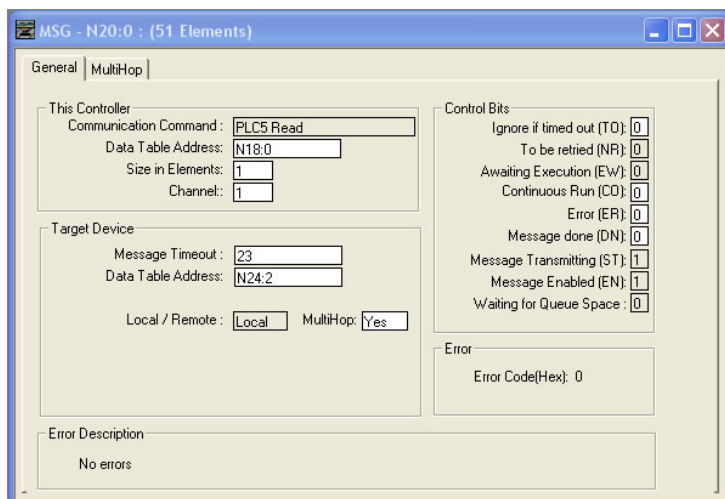 MSG - N20:0 : (51 Elements)
General MultiHop
This Controller
Communication Command : PLC5 Read
Data Table Address: N18:0
Size in Elements: 1
Channel:: 1
Target Device
Message Timeout : 23
Data Table Address: N24:2
Local / Remote : Local MultiHop: Yes
Control Bits
Ignore if timed out (TO): 0
To be retried (NR): 0
Awaiting Execution (EW): 0
Continuous Run (CO): 0
Error (ER): 0
Message done (DN): 0
Message Transmitting (ST): 1
Message Enabled (EN): 1
Waiting for Queue Space : 0
Error
Error Code(Hex): 0
Error Description
No errors